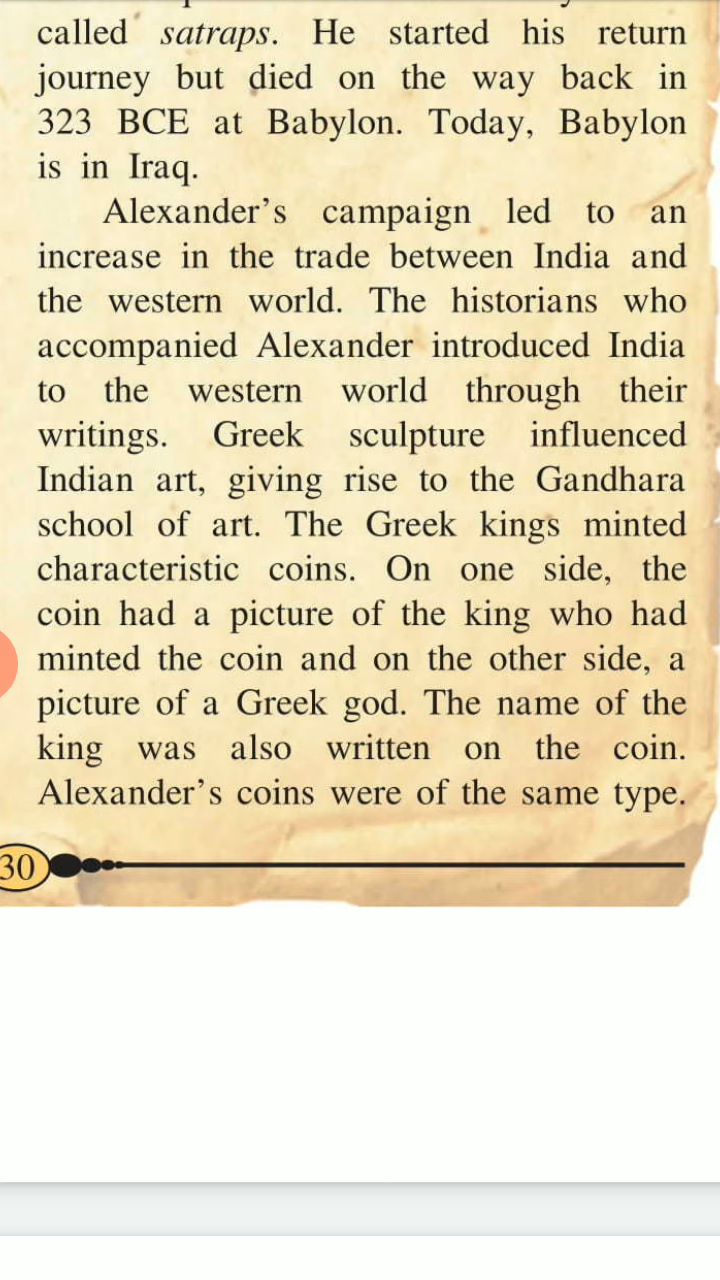 called satraps. He started his return
journey but died on the way back in
323 BCE at Babylon. Today, Babylon
is in Iraq.
Alexander's campaign led to an
increase in the trade between India and
the western world. The historians who
accompanied Alexander introduced India
to the western world through their
writings. Greek sculpture influenced
Indian art, giving rise to the Gandhara
school of art. The Greek kings minted
characteristic coins. On one side, the
coin had a picture of the king who had
minted the coin and on the other side, a
picture of a Greek god. The name of the
king was also written on the coin.
Alexander's coins were of the same type.
30